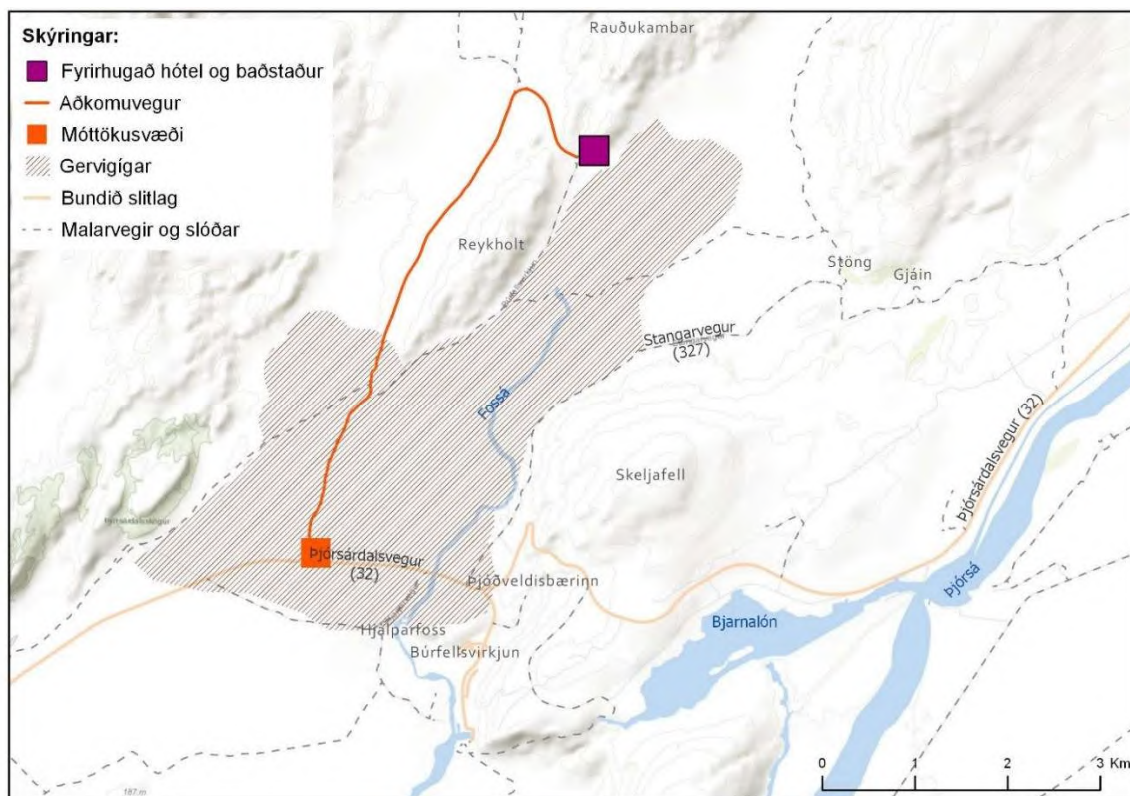 Skýringar:
Fyrirhugað hótel og baðstaður
Aðkomuvegur
Móttökusvæði
Gervigígar
Bundið slitlag
Malarvegir og slóðar
Rauðukambar
Reykholt
Stöng
Gjáin
Stangarvegur
(327)
Fossá
Þjórsárdalsvegur (32)
Skeljafell
Þjórsárdalsvegur
(32)
Þjóðveldisbærinn
Þjórsá
Hjálparfoss
Bjarnalón
Búrfellsvirkjun
0 1 2 3 Km
187 m